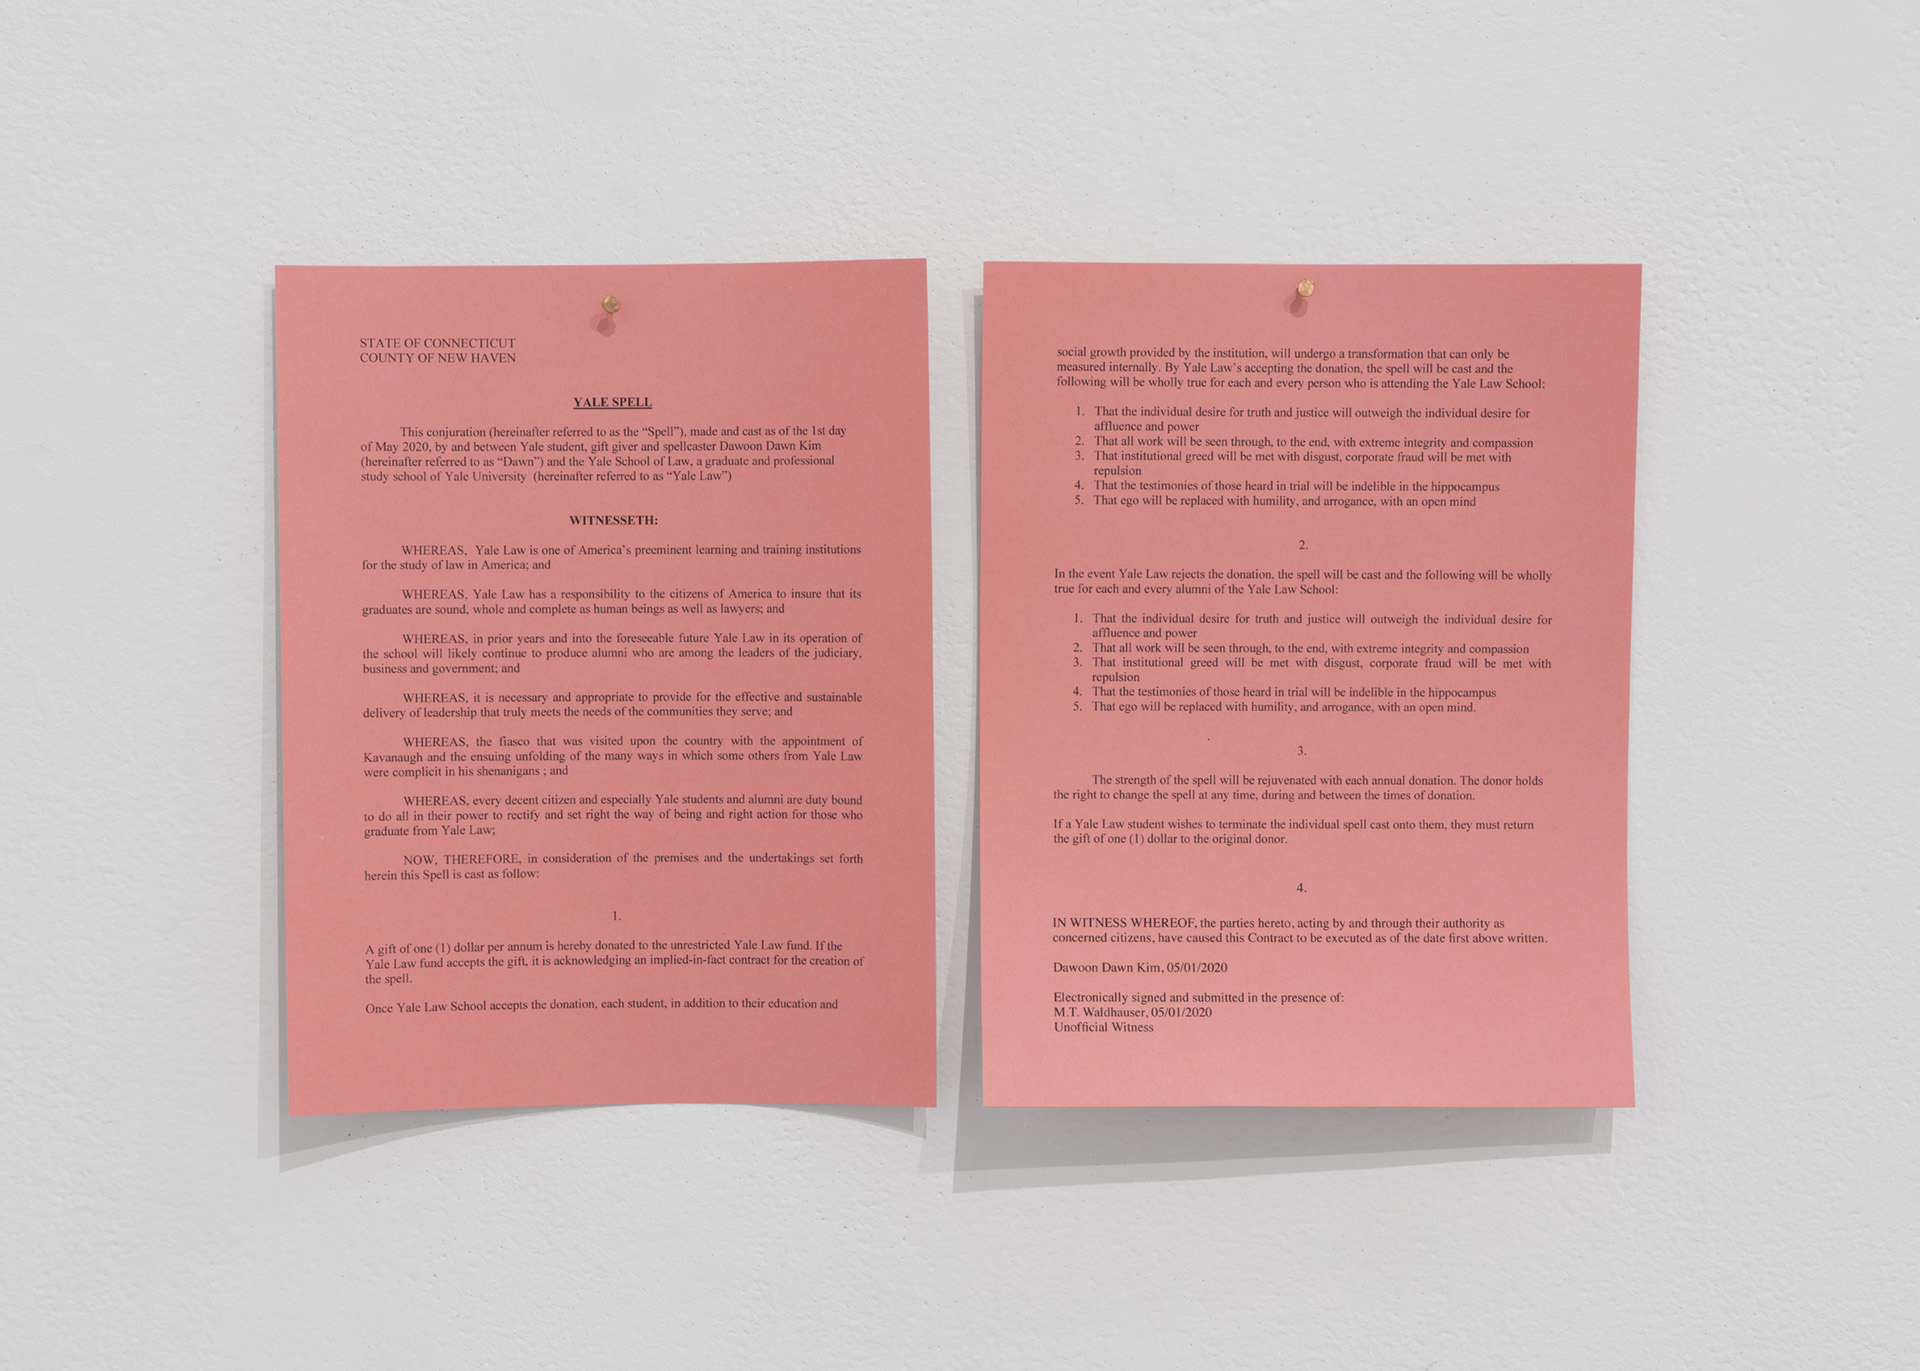 STATE OF CONNECTICUT
COUNTY OF NEW HAVEN
YALE SPELL
This conjuration (hereinafter referred to as the “Spell”), made and cast as of the 1st day
of May 2020, by and between Yale student, gift giver and spellcaster Dawoon Dawn Kim
(hereinafter referred to as “Dawn”) and the Yale School of Law, a graduate and professional
study school of Yale University (hereinafter referred to as “Yale Law”)
WITNESSETH:
WHEREAS, Yale Law is one of America’s preeminent learning and training institutions
for the study of law in America; and
WHEREAS, Yale Law has a responsibility to the citizens of America to insure that its
graduates are sound, whole and complete as human beings as well as lawyers; and
WHEREAS, in prior years and into the foreseeable future Yale Law in its operation of
the school will likely continue to produce alumni who are among the leaders of the judiciary,
business and government; and
WHEREAS, it is necessary and appropriate to provide for the effective and sustainable
delivery of leadership that truly meets the needs of the communities they serve; and
WHEREAS, the fiasco that was visited upon the country with the appointment of
Kavanaugh and the ensuing unfolding of the many ways in which some others from Yale Law
were complicit in his shenanigans ; and
WHEREAS, every decent citizen and especially Yale students and alumni are duty bound
to do all in their power to rectify and set right the way of being and right action for those who
graduate from Yale Law;
NOW, THEREFORE, in consideration of the premises and the undertakings set forth
herein this Spell is cast as follow:
1.
A gift of one (1) dollar per annum is hereby donated to the unrestricted Yale Law fund. If the
Yale Law fund accepts the gift, it is acknowledging an implied-in-fact contract for the creation of
the spell.
Once Yale Law School accepts the donation, each student, in addition to their education and
social growth provided by the institution, will undergo a transformation that can only be
measured internally. By Yale Law’s accepting the donation, the spell will be cast and the
following will be wholly true for each and every person who is attending the Yale Law School:
1. That the individual desire for truth and justice will outweigh the individual desire for
affluence and power
2. That all work will be seen through, to the end, with extreme integrity and compassion
3. That institutional greed will be met with disgust, corporate fraud will be met with
repulsion
4. That the testimonies of those heard in trial will be indelible in the hippocampus
5. That ego will be replaced with humility, and arrogance, with an open mind
2.
In the event Yale Law rejects the donation, the spell will be cast and the following will be wholly
true for each and every alumni of the Yale Law School:
1. That the individual desire for truth and justice will outweigh the individual desire for
affluence and power
2. That all work will be seen through, to the end, with extreme integrity and compassion
3. That institutional greed will be met with disgust, corporate fraud will be met with
repulsion
4. That the testimonies of those heard in trial will be indelible in the hippocampus
5. That ego will be replaced with humility, and arrogance, with an open mind.
3.
The strength of the spell will be rejuvenated with each annual donation. The donor holds
the right to change the spell at any time, during and between the times of donation.
If a Yale Law student wishes to terminate the individual spell cast onto them, they must return
the gift of one (1) dollar to the original donor.
4.
IN WITNESS WHEREOF, the parties hereto, acting by and through their authority as
concerned citizens, have caused this Contract to be executed as of the date first above written.
Dawoon Dawn Kim, 05/01/2020
Electronically signed and submitted in the presence of:
M.T. Waldhauser, 05/01/2020
Unofficial Witness